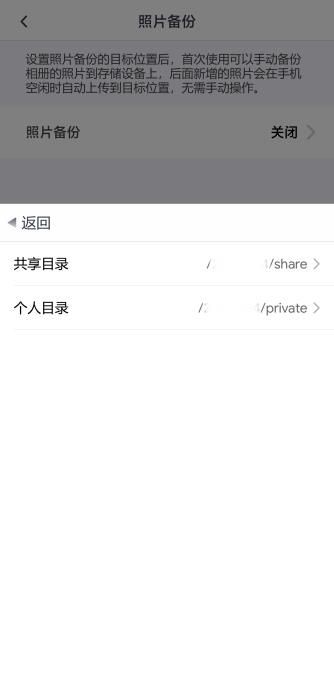 照片备份
设置照片备份的目标位置后，首次使用可以手动备份
相册的照片到存储设备上，后面新增的照片会在手机
空闲时自动上传到目标位置，无需手动操作。
照片备份 关闭
返回
共享目录 /share
个人目录 /private